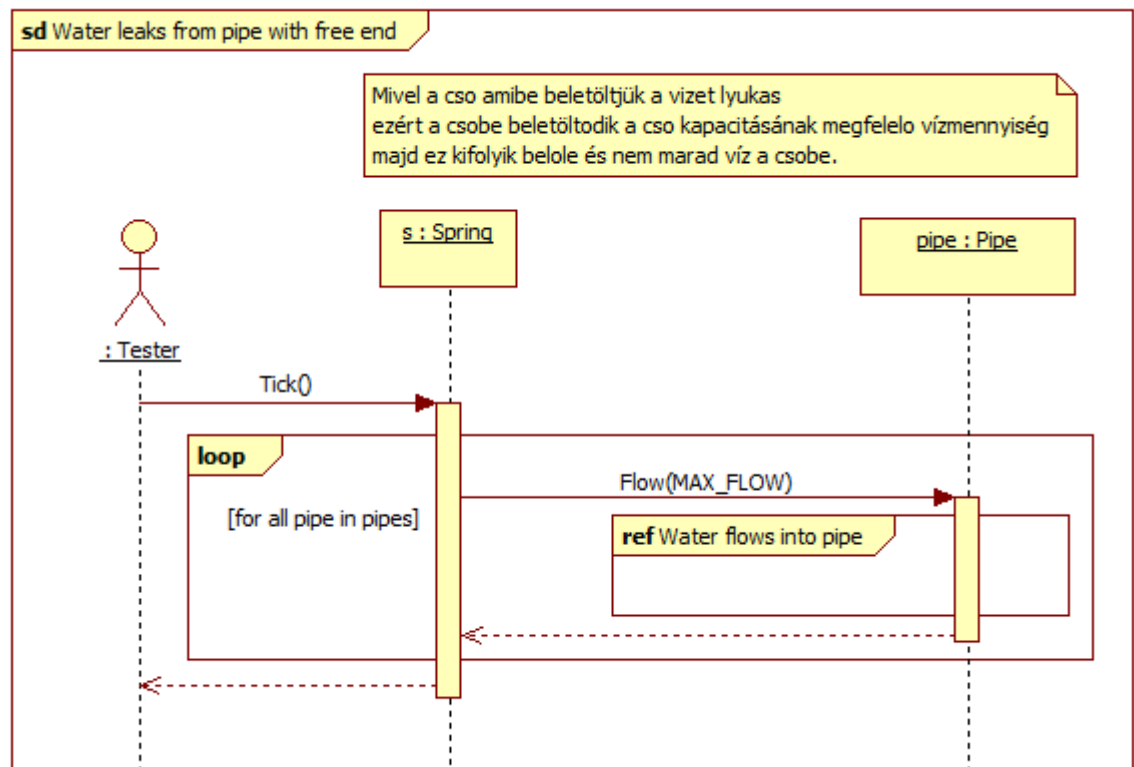 sd Water leaks from pipe with free end
Mivel a cso amibe beletöltjük a vizet lyukas
ezért a csobe beletöltodik a cso kapacitásának megfelelo vízmennyiség
majd ez kifolyik belole és nem marad víz a csobe.
s : Spring
pipe : Pipe
: Tester
Tick()
loop
Flow(MAX_FLOW)
[for all pipe in pipes]
ref Water flows into pipe